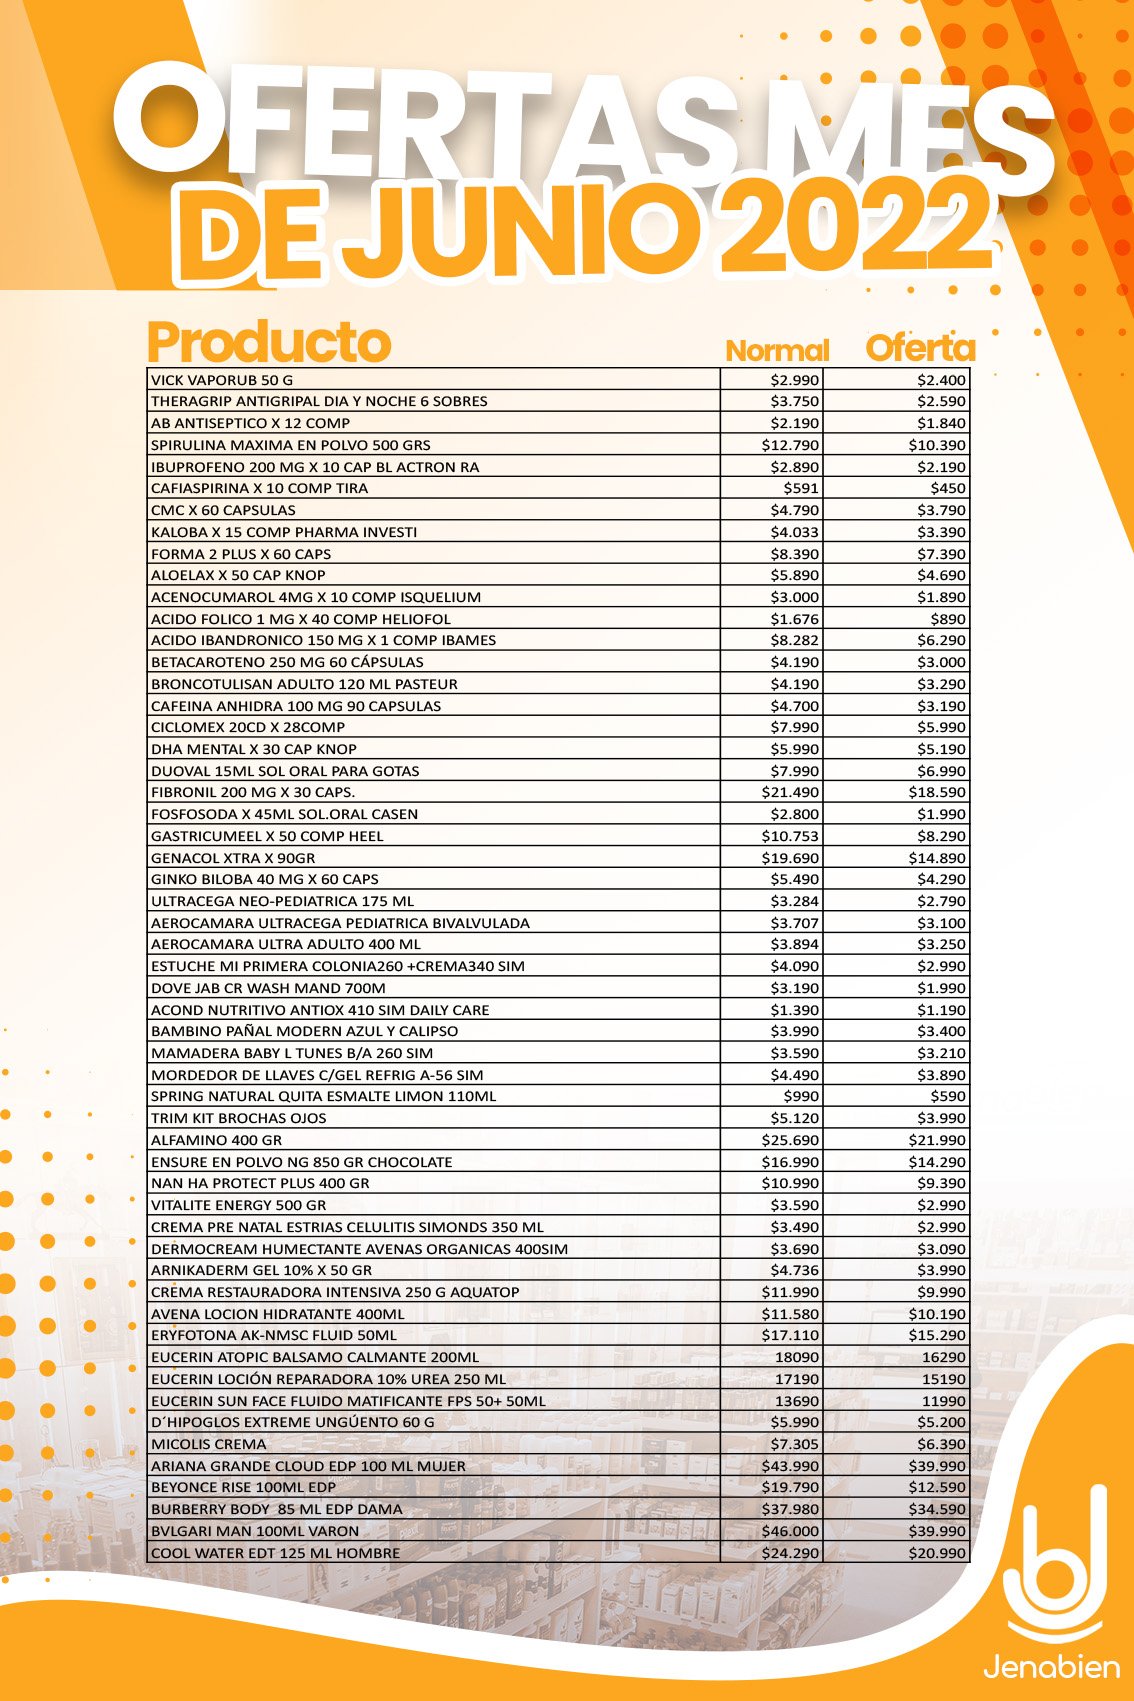 OFERTAS MES
DE JUNIO 2022
Producto Normal Oferta
VICK VAPORUB 50 G $2.990 $2.400
THERAGRIP ANTIGRIPAL DIA Y NOCHE 6 SOBRES $3.750 $2.590
AB ANTISEPTICO X 12 COMP $2.190 $1.840
SPIRULINA MAXIMA EN POLVO 500 GRS $12.790 $10.390
IBUPROFENO 200 MG X 10 CAP BL ACTRON RA $2.890 $2.190
CAFIASPIRINA X 10 COMP TIRA $591 $450
CMC X 60 CAPSULAS $4.790 $3.790
KALOBA X 15 COMP PHARMA INVESTI $4.033 $3.390
FORMA 2 PLUS X 60 CAPS $8.390 $7.390
ALOELAX X 50 CAP KNOP $5.890 $4.690
ACENOCUMAROL 4MG X 10 COMP ISQUELIUM $3.000 $1.890
ACIDO FOLICO 1 MG X 40 COMP HELIOFOL $1.676 $890
ACIDO IBANDRONICO 150 MG X 1 COMP IBAMES $8.282 $6.290
BETACAROTENO 250 MG 60 CÁPSULAS $4.190 $3.000
BRONCOTULISAN ADULTO 120 ML PASTEUR $4.190 $3.290
CAFEINA ANHIDRA 100 MG 90 CAPSULAS $4.700 $3.190
CICLOMEX 20CD X 28COMP $7.990 $5.990
DHA MENTAL X 30 CAP KNOP $5.990 $5.190
DUOVAL 15ML SOL ORAL PARA GOTAS $7.990 $6.990
FIBRONIL 200 MG X 30 CAPS. $21.490 $18.590
FOSFOSODA X 45ML SOL.ORAL CASEN $2.800 $1.990
GASTRICUMEEL X 50 COMP HEEL $10.753 $8.290
GENACOL XTRA X 90GR $19.690 $14.890
GINKO BILOBA 40 MG X 60 CAPS $5.490 $4.290
ULTRACEGA NEO-PEDIATRICA 175 ML $3.284 $2.790
AEROCAMARA ULTRACEGA PEDIATRICA BIVALVULADA $3.707 $3.100
AEROCAMARA ULTRA ADULTO 400 ML $3.894 $3.250
ESTUCHE MI PRIMERA COLONIA260 +CREMA340 SIM $4.090 $2.990
DOVE JAB CR WASH MAND 700M $3.190 $1.990
ACOND NUTRITIVO ANTIOX 410 SIM DAILY CARE $1.390 $1.190
BAMBINO PAÑAL MODERN AZUL Y CALIPSO $3.990 $3.400
MAMADERA BABY L TUNES B/A 260 SIM $3.590 $3.210
MORDEDOR DE LLAVES C/GEL REFRIG A-56 SIM $4.490 $3.890
SPRING NATURAL QUITA ESMALTE LIMON 110ML $990 $590
TRIM KIT BROCHAS OJOS $5.120 $3.990
ALFAMINO 400 GR $25.690 $21.990
ENSURE EN POLVO NG 850 GR CHOCOLATE $16.990 $14.290
NAN HA PROTECT PLUS 400 GR $10.990 $9.390
VITALITE ENERGY 500 GR $3.590 $2.990
CREMA PRE NATAL ESTRIAS CELULITIS SIMONDS 350 ML $3.490 $2.990
DERMOCREAM HUMECTANTE AVENAS ORGANICAS 400SIM $3.690 $3.090
ARNIKADERM GEL 10% X 50 GR $4.736 $3.990
CREMA RESTAURADORA INTENSIVA 250 G AQUATOP $11.990 $9.990
AVENA LOCION HIDRATANTE 400ML $11.580 $10.190
ERYFOTONA AK-NMSC FLUID 50ML $17.110 $15.290
EUCERIN ATOPIC BALSAMO CALMANTE 200ML 18090 16290
EUCERIN LOCIÓN REPARADORA 10% UREA 250 ML 17190 15190
EUCERIN SUN FACE FLUIDO MATIFICANTE FPS 50+ 50ML 13690 11990
D´HIPOGLOS EXTREME UNGÚENTO 60 G $5.990 $5.200
MICOLIS CREMA $7.305 $6.390
ARIANA GRANDE CLOUD EDP 100 ML MUJER $43.990 $39.990
BEYONCE RISE 100ML EDP $19.790 $12.590
BURBERRY BODY 85 ML EDP DAMA $37.980 $34.590
BVLGARI MAN 100ML VARON $46.000 $39.990
COOL WATER EDT 125 ML HOMBRE $24.290 $20.990
Jenabien